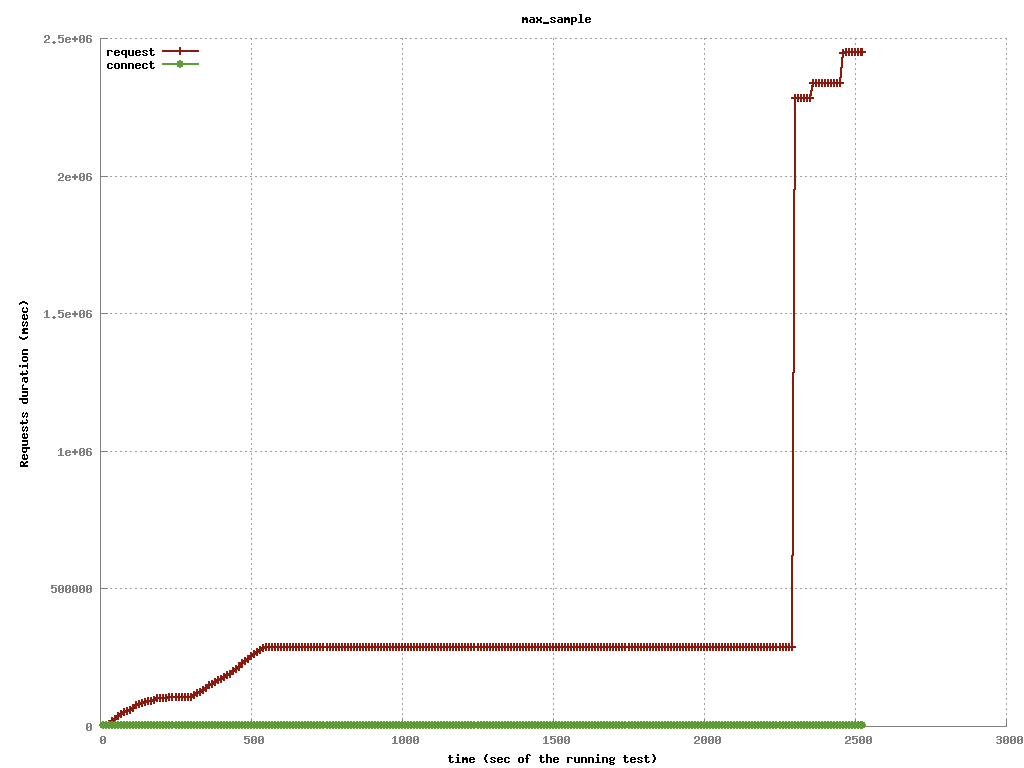 max_sample
2.5e+06
request
connect
2e+06
1.5e+06
1e+06
500000
0
Requests duration (msec)
0 500 1000 1500 2000 2500 3000
time (sec of the running test)